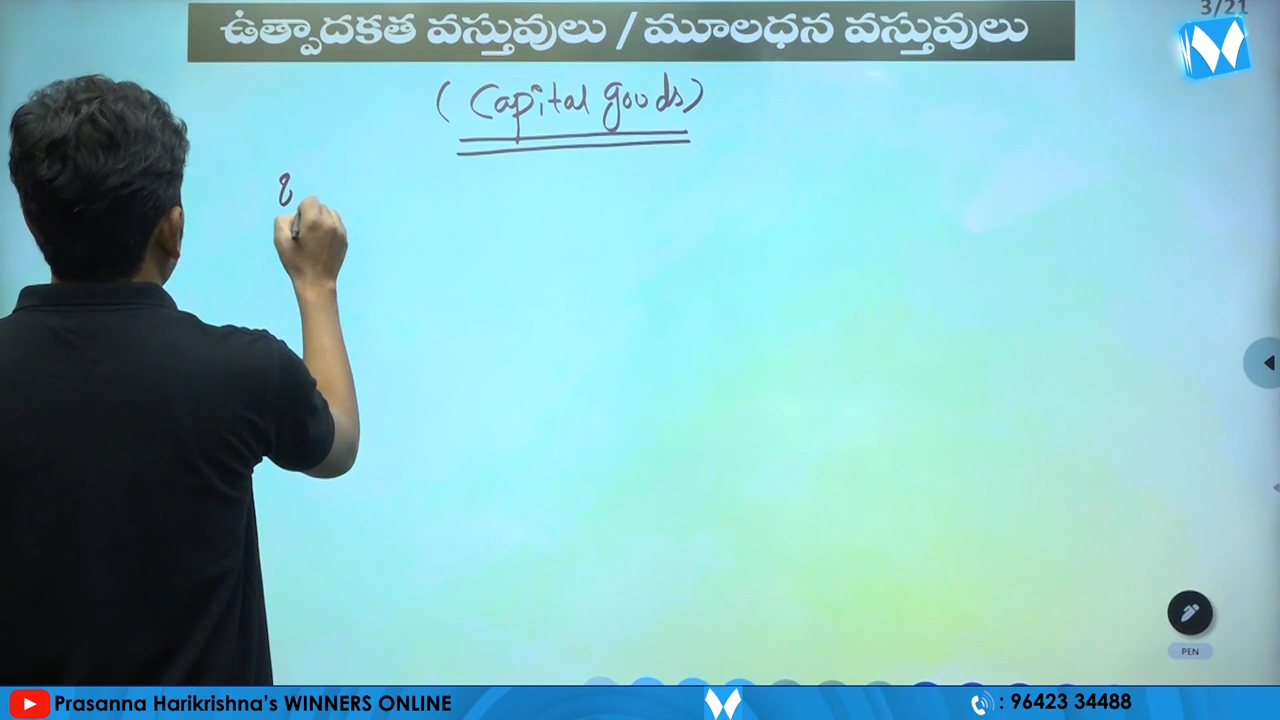 3/21
ఉత్పాదకత వస్తువులు / మూలధన వస్తువులు
(Capital goods)
PEN
Prasanna Harikrishna's WINNERS ONLINE
: 96423 34488